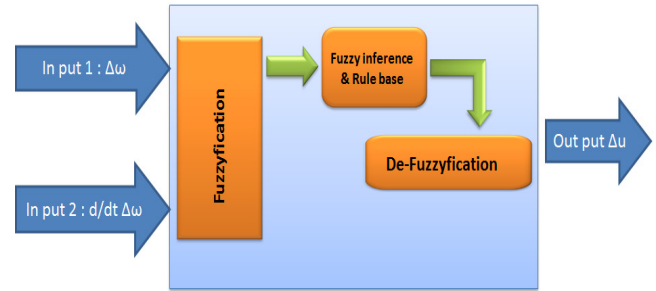 In put 1 : Δω
Fuzzy inference
& Rule base
Fuzzyfication
De-Fuzzyfication
Out put Δu
In put 2 : d/dt Δω